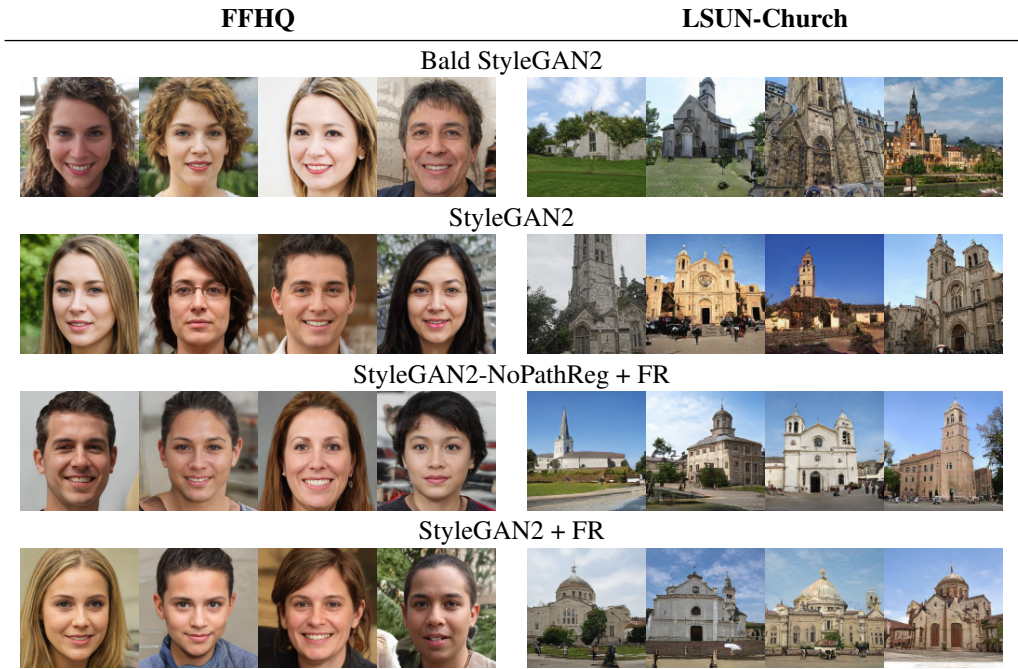 FFHQ LSUN-Church
Bald StyleGAN2
StyleGAN2
StyleGAN2-NoPathReg + FR
StyleGAN2 + FR